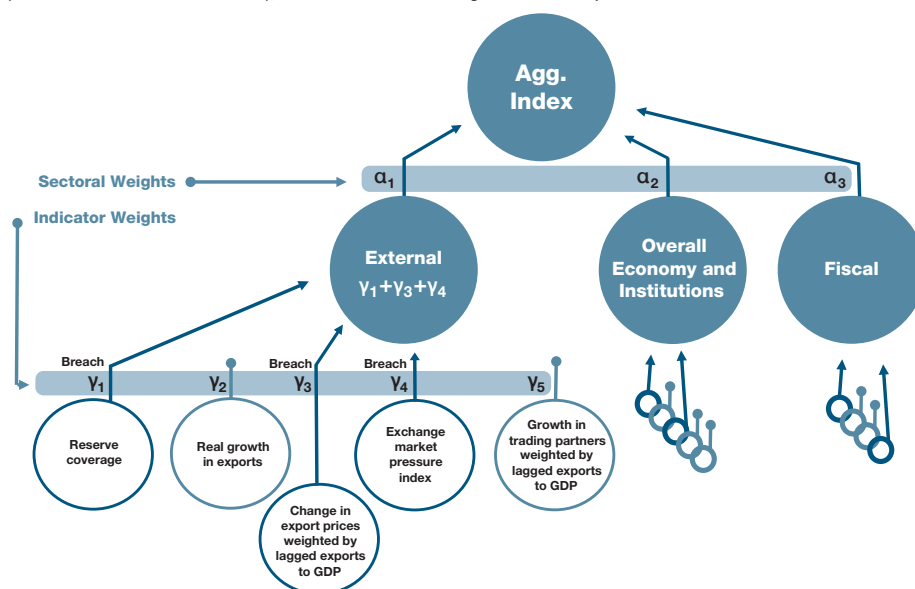 Agg.
Index
Sectoral Weights
α1
α2
α3
Indicator Weights
External
γ1+γ3+γ4
Overall
Economy and
Institutions
Fiscal
Breach
Breach
Breach
γ1
γ2
γ3
γ4
γ5
Reserve
coverage
Real growth
in exports
Change in
export prices
weighted by
lagged exports
to GDP
Exchange
market
pressure
index
Growth in
trading partners
weighted by
lagged exports
to GDP